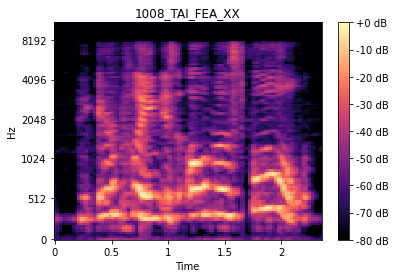 1008_TAI_FEA_XX
+0 dB
8192
-10 dB
4096
-20 dB
-30 dB
2048
Hz
-40 dB
1024
-50 dB
512
-60 dB
-70 dB
0
-80 dB
0 0.5 1 1.5 2
Time